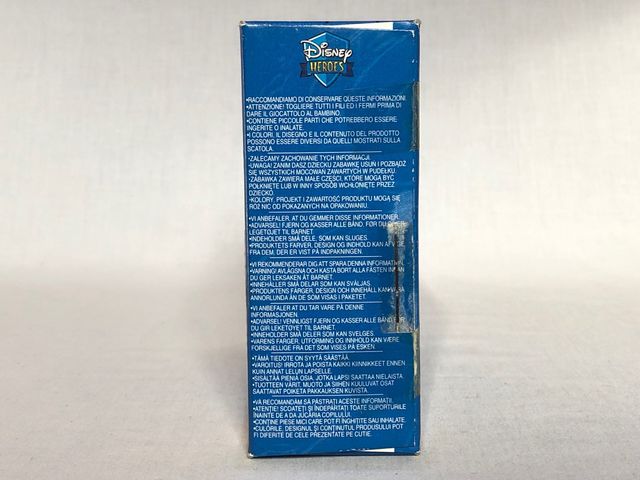 Disney
HEROES
•RACCOMANDIAMO DI CONSERVARE QUESTE INFORMAZIONI
•ATTENZIONE! TOGLIERE TUTTI I FILI ED I FERMI PRIMA DI
DARE IL GIOCATTOLO AL BAMBINO.
•CONTIENE PICCOLE PARTI CHE POTREBBERO ESSERE
INGERITE O INALATE.
•I COLORI, IL DISEGNO E IL CONTENUTO DEL PRODOTTO
POSSONO ESSERE DIVERSI DA QUELLI MOSTRATI SULLA
SCATOLA.
•ZALECAMY ZACHOWANIE TYCH INFORMACJI.
•UWAGA! ZANIM DASZ DZIECKU ZABAWKĘ USUŃ I POZBĄDŹ
SIĘ WSZYSTKICH MOCOWAŃ ZAWARTYCH W PUDEŁKU.
•ZABAWKA ZAWIERA MAŁE CZĘŚCI, KTÓRE MOGĄ BYĆ
POŁKNIĘTE LUB W INNY SPOSÓB WCHŁONIĘTE PRZEZ
DZIECKO.
•KOLORY, PROJEKT I ZAWARTOŚĆ PRODUKTU MOGĄ SIĘ
RÓŻNIĆ OD POKAZANYCH NA OPAKOWANIU.
•VI ANBEFALER, AT DU GEMMER DISSE INFORMATIONER.
•ADVARSEL! FJERN OG KASSER ALLE BÅND, FØR DU
LEGETØJET TIL BARNET
•INDEHOLDER SMÅ DELE, SOM KAN SLUGES.
•PRODUKTETS FARVER, DESIGN OG INDHOLD KAN AFVIGE
FRA DEM, DER ER VIST PÅ INDPAKNINGEN.
•VI REKOMMENDERAR DIG ATT SPARA DENNA INFORMATION.
•VARNING! AVLÄGSNA OCH KASTA BORT ALLA FÄSTEN INNAN
DU GER LEKSAKEN ÅT BARNET.
•INNEHÅLLER SMÅ DELAR SOM KAN SVÄLJAS.
•PRODUKTENS FÄRGER, DESIGN OCH INNEHÅLL KAN VARA
ANNORLUNDA ÄN DE SOM VISAS I PAKETET.
•VI ANBEFALER AT DU TAR VARE PÅ DENNE
INFORMASJONEN.
•ADVARSEL! VENNLIGST FJERN OG KASSER ALLE BÅND FØR
DU GIR LEKETØYET TIL BARNET.
•INNEHOLDER SMÅ DELER SOM KAN SVELGES.
•VARENS FARGER, UTFORMING OG INNHOLD KAN VÆRE
FORSKJELLIGE FRA DET SOM VISES PÅ ESKEN.
•TÄMÄ TIEDOTE ON SYYTÄ SÄÄSTÄÄ.
•VAROITUS! IRROTA JA POISTA KAIKKI KIINNIKKEET ENNEN
KUIN ANNAT LELUN LAPSELLE.
•SISÄLTÄÄ PIENIÄ OSIA, JOTKA LAPSI SAATTAA NIELAISTA.
•TUOTTEEN VÄRIT, MUOTO JA SIIHEN KUULUVAT OSAT
SAATTAVAT POIKETA PAKKAUKSEN KUVISTA.
•VĂ RECOMANDĂM SĂ PĂSTRAȚI ACESTE INFORMAȚII.
•ATENȚIE! SCOATEȚI ȘI ÎNDEPĂRTAȚI TOATE SUPORTURILE
ÎNAINTE DE A DA JUCĂRIA COPILULUI.
•CONȚINE PIESE MICI CARE POT FI ÎNGHIȚITE SAU INHALATE.
•CULORILE, DESIGNUL ȘI CONȚINUTUL PRODUSULUI POT
FI DIFERITE DE CELE PREZENTATE PE CUTIE.